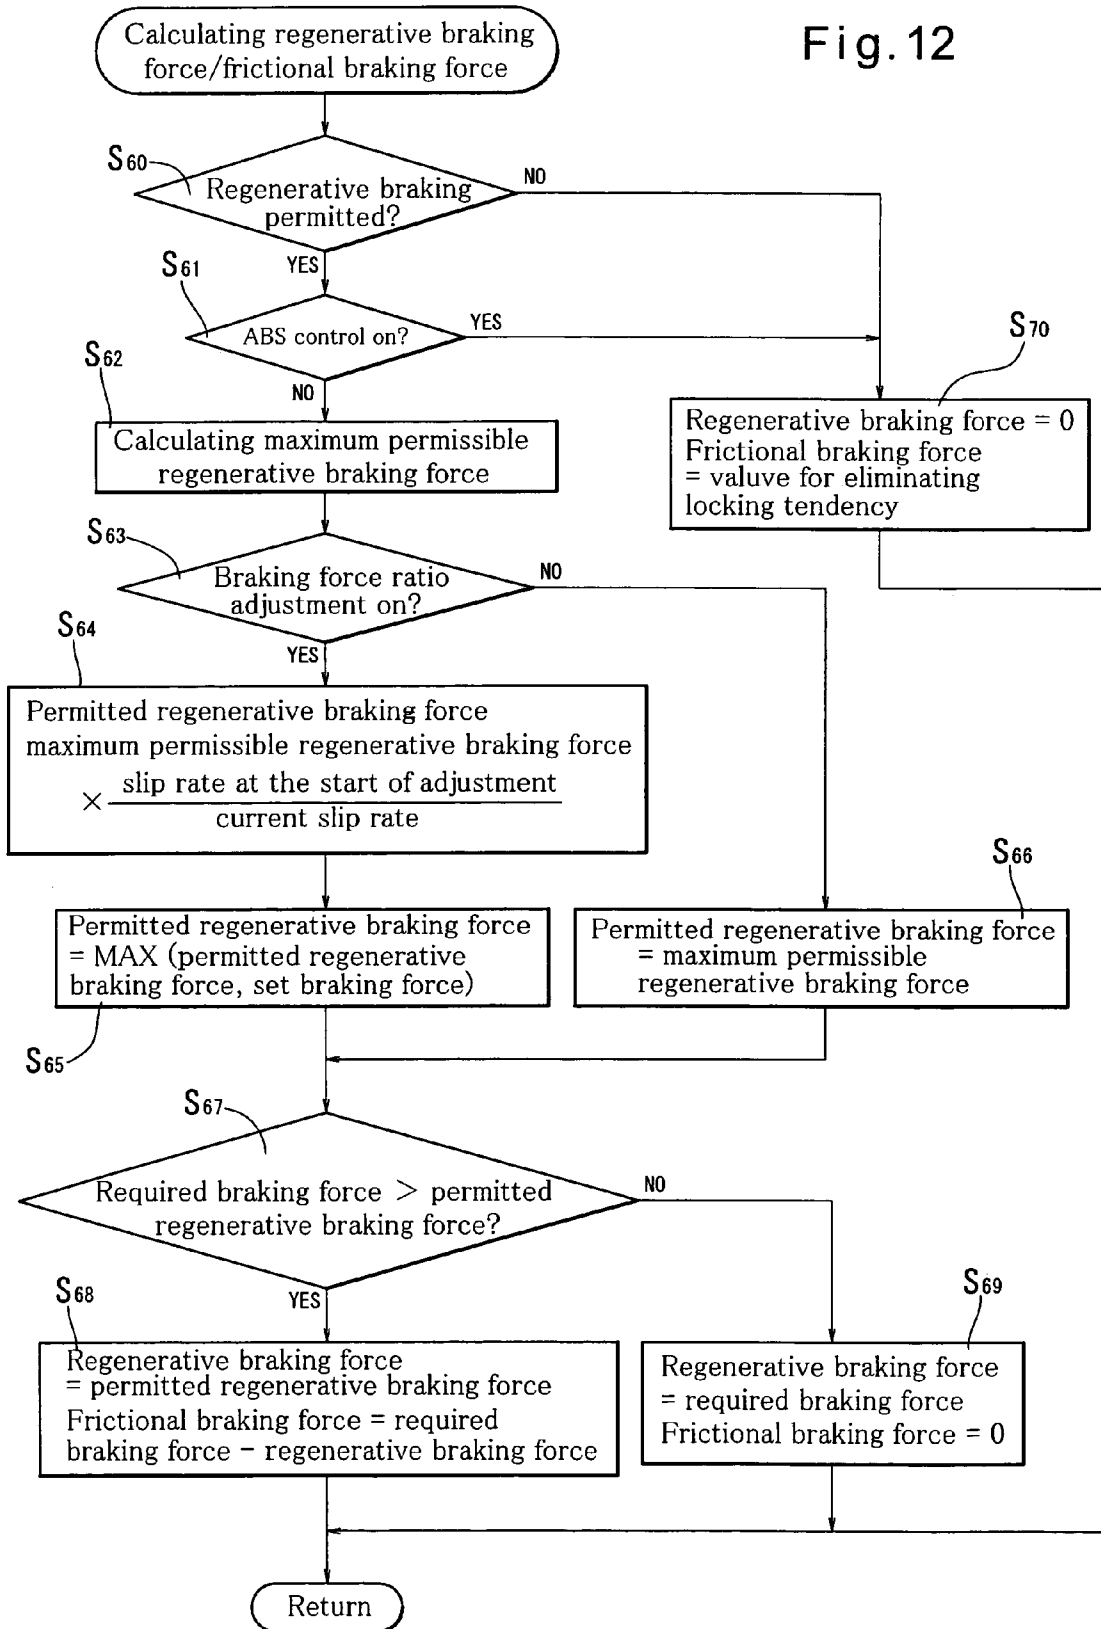 Fig.12
Calculating regenerative braking
force/frictional braking force
S60
Regenerative braking
permitted?
NO
YES
S61
ABS control on?
YES
NO
S70
Regenerative braking force = 0
Frictional braking force
= valuve for eliminating
locking tendency
S62
Calculating maximum permissible
regenerative braking force
S63
Braking force ratio
adjustment on?
NO
YES
S64
Permitted regenerative braking force
maximum permissible regenerative braking force
× slip rate at the start of adjustment
current slip rate
S65
Permitted regenerative braking force
= MAX (permitted regenerative
braking force, set braking force)
S66
Permitted regenerative braking force
= maximum permissible
regenerative braking force
S67
Required braking force > permitted
regenerative braking force?
NO
YES
S68
Regenerative braking force
= permitted regenerative braking force
Frictional braking force = required
braking force − regenerative braking force
S69
Regenerative braking force
= required braking force
Frictional braking force = 0
Return